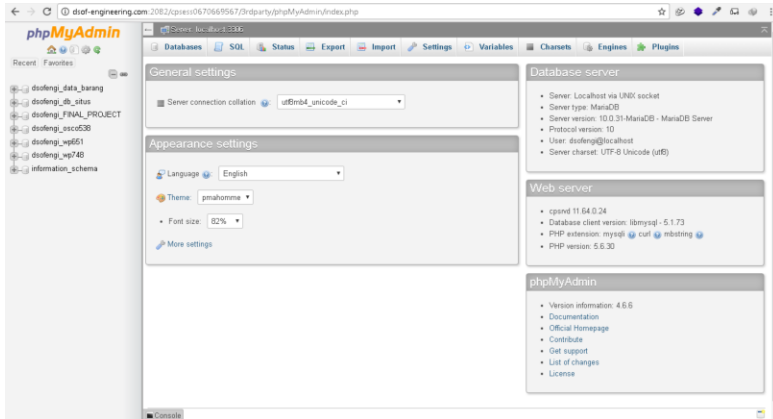 dsof-engineering.com:2082/cpsess0670669567/3rdparty/phpMyAdmin/index.php
phpMyAdmin
Recent Favorites
dsofengi_data_barang
dsofengi_db_situs
dsofengi_FINAL_PROJECT
dsofengi_osco538
dsofengi_wp651
dsofengi_wp748
information_schema
Server: localhost:3306
Databases SQL Status Export Import Settings Variables Charsets Engines Plugins
General settings
Server connection collation utf8mb4_unicode_ci
Appearance settings
Language English
Theme: pmahomme
• Font size: 82%
More settings
Database server
• Server: Localhost via UNIX socket
• Server type: MariaDB
• Server version: 10.0.31-MariaDB - MariaDB Server
• Protocol version: 10
• User: dsofengi@localhost
• Server charset: UTF-8 Unicode (utf8)
Web server
• cpsrvd 11.64.0.24
• Database client version: libmysql - 5.1.73
• PHP extension: mysqli curl mbstring
• PHP version: 5.6.30
phpMyAdmin
• Version information: 4.6.6
• Documentation
• Official Homepage
• Contribute
• Get support
• List of changes
• License
Console